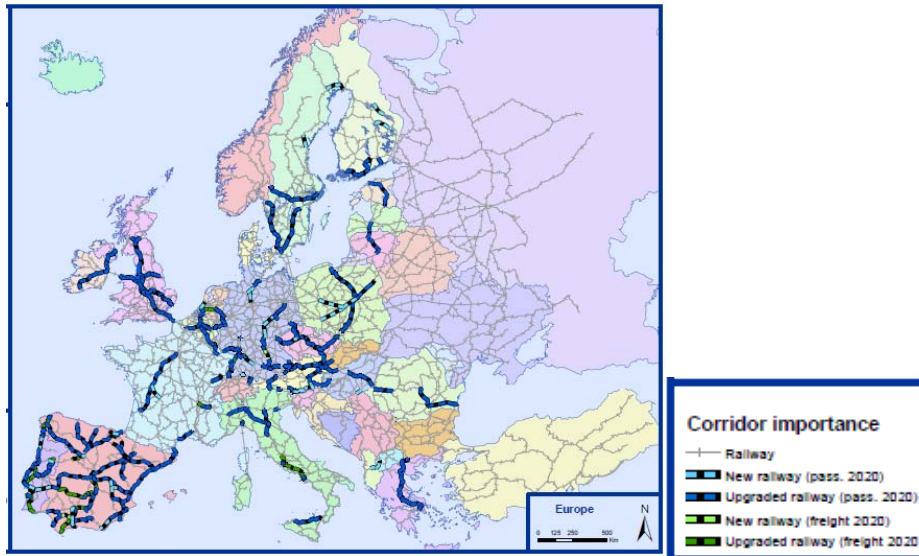 Europe
N
0 125 250 500
Km
Corridor importance
Railway
New railway (pass. 2020)
Upgraded railway (pass. 2020)
New railway (freight 2020)
Upgraded railway (freight 2020